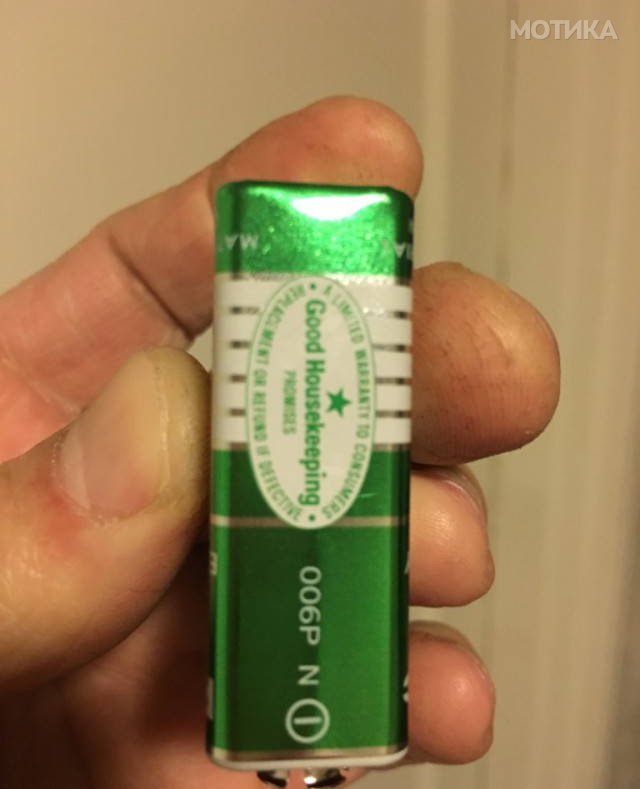 МОТИКА
• A LIMITED WARRANTY TO CONSUMERS •
Good Housekeeping
PROMISES
REPLACEMENT OR REFUND IF DEFECTIVE
006P N